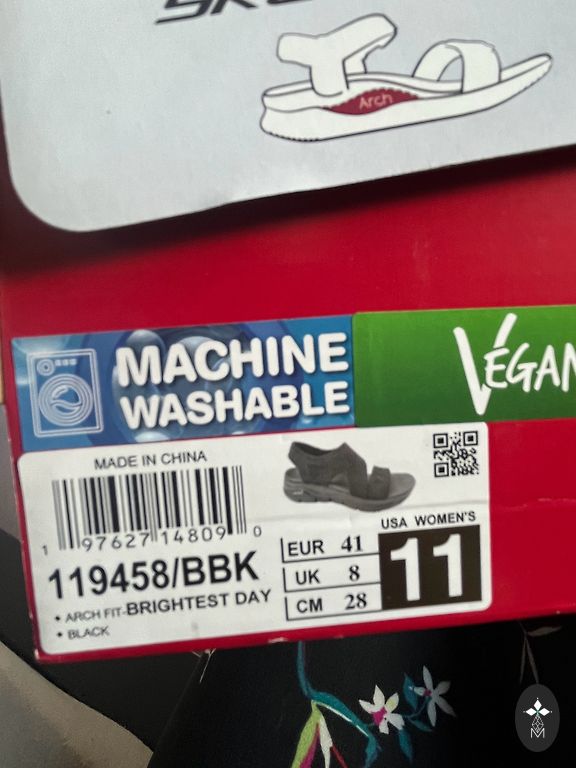 Arch
MACHINE
WASHABLE
VEGAN
MADE IN CHINA
1 97627 14809 0
119458/BBK
• ARCH FIT-BRIGHTEST DAY
• BLACK
EUR 41
UK 8
CM 28
USA WOMEN'S
11
M